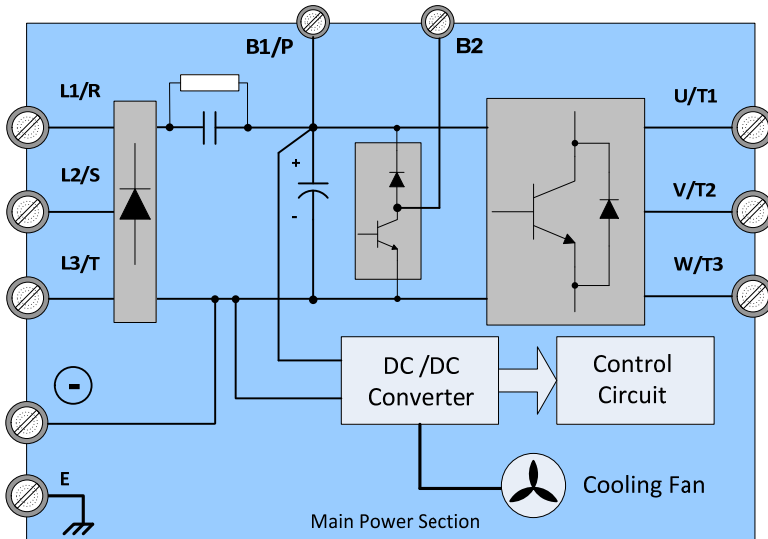 B1/P
B2
L1/R
U/T1
+
-
L2/S
V/T2
L3/T
W/T3
-
DC /DC
Converter
Control
Circuit
E
Cooling Fan
Main Power Section